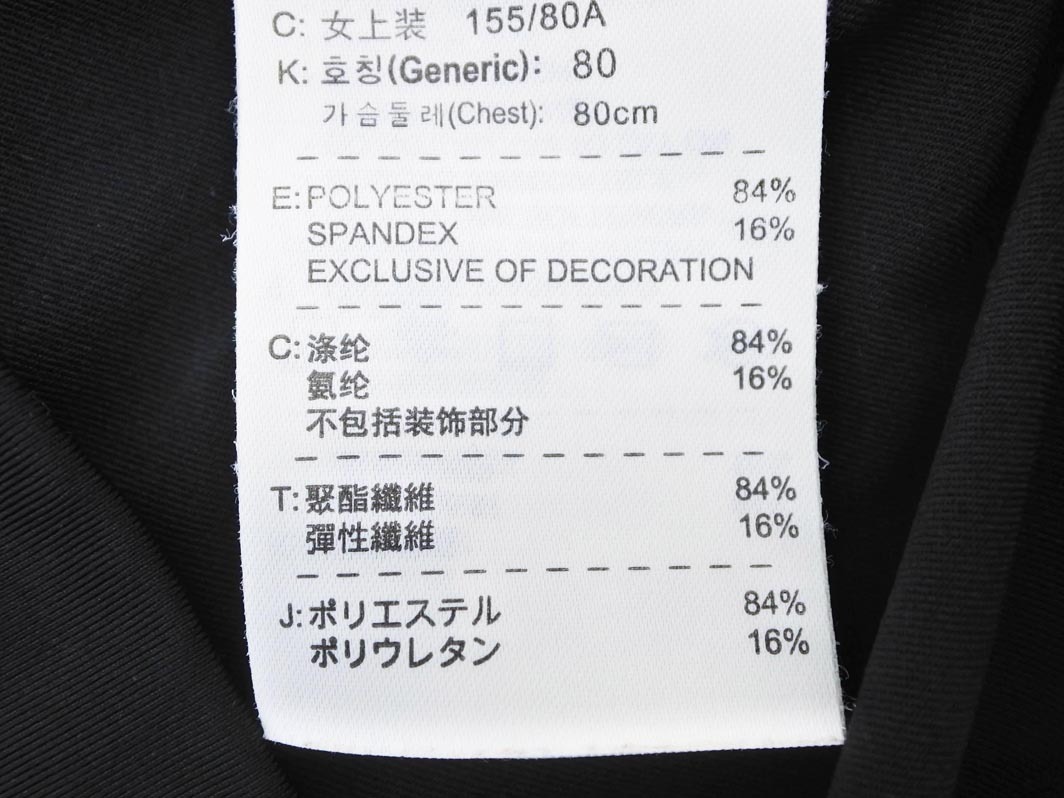 C: 女上装 155/80A
K: 호칭(Generic): 80
가슴둘레(Chest): 80cm
E: POLYESTER 84%
SPANDEX 16%
EXCLUSIVE OF DECORATION
C: 涤纶 84%
氨纶 16%
不包括装饰部分
T: 聚酯纖維 84%
彈性纖維 16%
J: ポリエステル 84%
ポリウレタン 16%